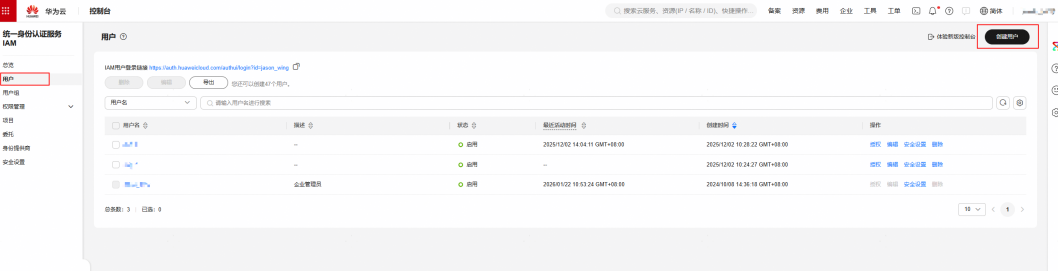 HUAWEI 华为云 控制台 搜索云服务、资源(IP / 名称 / ID)、快捷操作... 备案 资源 费用 企业 工具 工单 简体
统一身份认证服务 IAM
总览
用户
用户组
权限管理
项目
委托
身份提供商
安全设置
用户 体验新版控制台 创建用户
IAM用户登录链接 https://auth.huaweicloud.com/authui/login?id=jason_wing
删除 编辑 导出 您还可以创建47个用户。
用户名 请输入用户名进行搜索
用户名 描述 状态 最近活动时间 创建时间 操作
-- 启用 2025/12/02 14:04:11 GMT+08:00 2025/12/02 10:28:22 GMT+08:00 授权 编辑 安全设置 删除
-- 启用 -- 2025/12/02 10:24:27 GMT+08:00 授权 编辑 安全设置 删除
企业管理员 启用 2026/01/22 10:53:24 GMT+08:00 2024/10/08 14:36:18 GMT+08:00 授权 编辑 安全设置 删除
总条数: 3 已选: 0 10 1